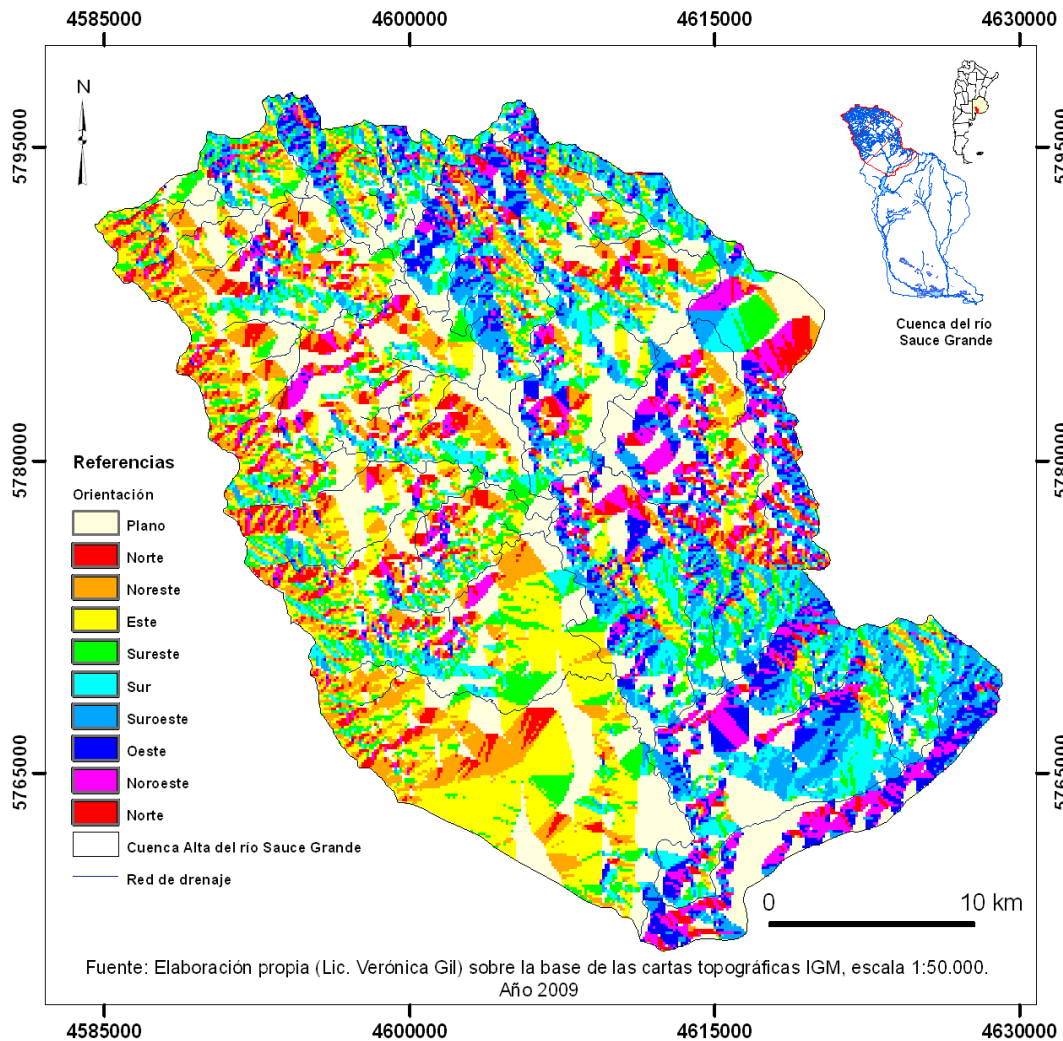 4585000 4600000 4615000 4630000
N
5795000 5795000
Cuenca del río
Sauce Grande
5780000 5780000
Referencias
Orientación
Plano
Norte
Noreste
Este
Sureste
Sur
Suroeste
Oeste
Noroeste
Norte
Cuenca Alta del río Sauce Grande
Red de drenaje
5765000 5765000
0 10 km
Fuente: Elaboración propia (Lic. Verónica Gil) sobre la base de las cartas topográficas IGM, escala 1:50.000.
Año 2009
4585000 4600000 4615000 4630000